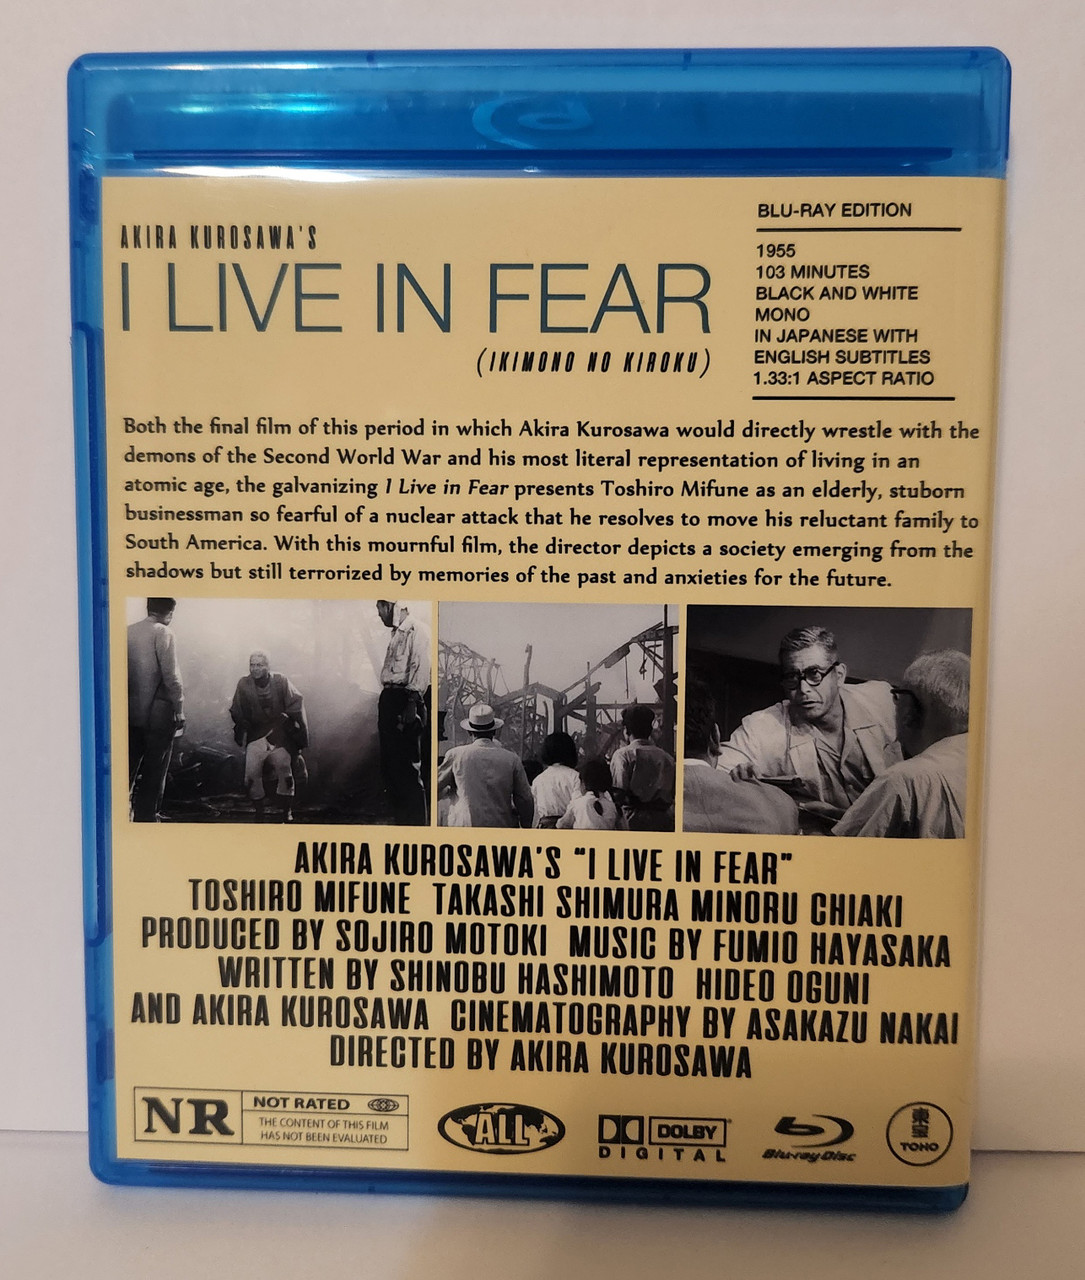 AKIRA KUROSAWA'S
I LIVE IN FEAR
(IKIMONO NO KIROKU)
BLU-RAY EDITION
1955
103 MINUTES
BLACK AND WHITE
MONO
IN JAPANESE WITH
ENGLISH SUBTITLES
1.33:1 ASPECT RATIO
Both the final film of this period in which Akira Kurosawa would directly wrestle with the
demons of the Second World War and his most literal representation of living in an
atomic age, the galvanizing I Live in Fear presents Toshiro Mifune as an elderly, stuborn
businessman so fearful of a nuclear attack that he resolves to move his reluctant family to
South America. With this mournful film, the director depicts a society emerging from the
shadows but still terrorized by memories of the past and anxieties for the future.
AKIRA KUROSAWA'S "I LIVE IN FEAR"
TOSHIRO MIFUNE TAKASHI SHIMURA MINORU CHIAKI
PRODUCED BY SOJIRO MOTOKI MUSIC BY FUMIO HAYASAKA
WRITTEN BY SHINOBU HASHIMOTO HIDEO OGUNI
AND AKIRA KUROSAWA CINEMATOGRAPHY BY ASAKAZU NAKAI
DIRECTED BY AKIRA KUROSAWA
NR
NOT RATED
THE CONTENT OF THIS FILM
HAS NOT BEEN EVALUATED
ALL
DOLBY
DIGITAL
Blu-ray Disc
東宝
TOHO